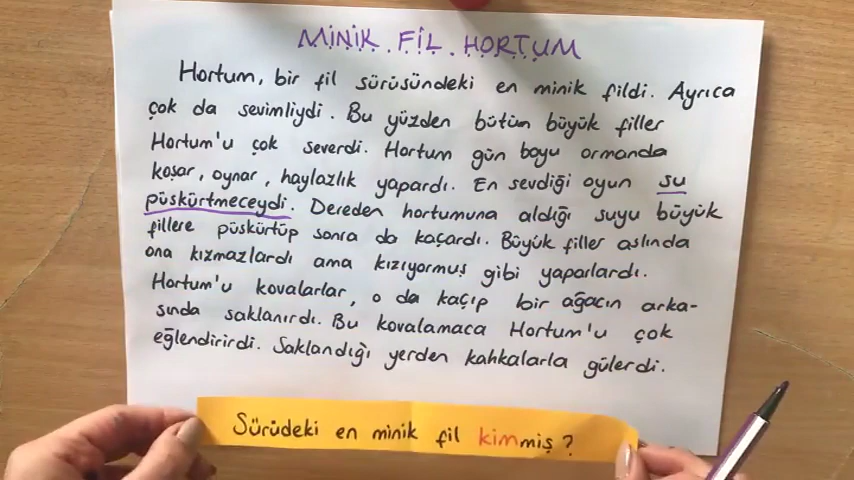 MİNİK . FİL . HORTUM
Hortum, bir fil sürüsündeki en minik fildi. Ayrıca
çok da sevimliydi. Bu yüzden bütün büyük filler
Hortum'u çok severdi. Hortum gün boyu ormanda
koşar, oynar, haylazlık yapardı. En sevdiği oyun su
püskürtmeceydi. Dereden hortumuna aldığı suyu büyük
fillere püskürtüp sonra da kaçardı. Büyük filler aslında
ona kızmazlardı ama kızıyormuş gibi yaparlardı.
Hortum'u kovalarlar, o da kaçıp bir ağacın arka-
sında saklanırdı. Bu kovalamaca Hortum'u çok
eğlendirirdi. Saklandığı yerden kahkalarla gülerdi.
Sürüdeki en minik fil kimmiş?